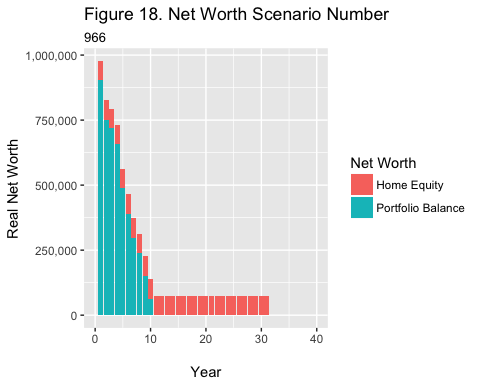 Figure 18. Net Worth Scenario Number
966
1,000,000
750,000
500,000
250,000
0
Real Net Worth
0 10 20 30 40
Year
Net Worth
Home Equity
Portfolio Balance